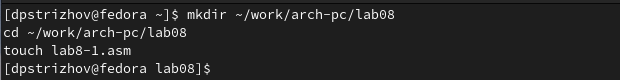 [dpstrizhov@fedora ~]$ mkdir ~/work/arch-pc/lab08
cd ~/work/arch-pc/lab08
touch lab8-1.asm
[dpstrizhov@fedora lab08]$